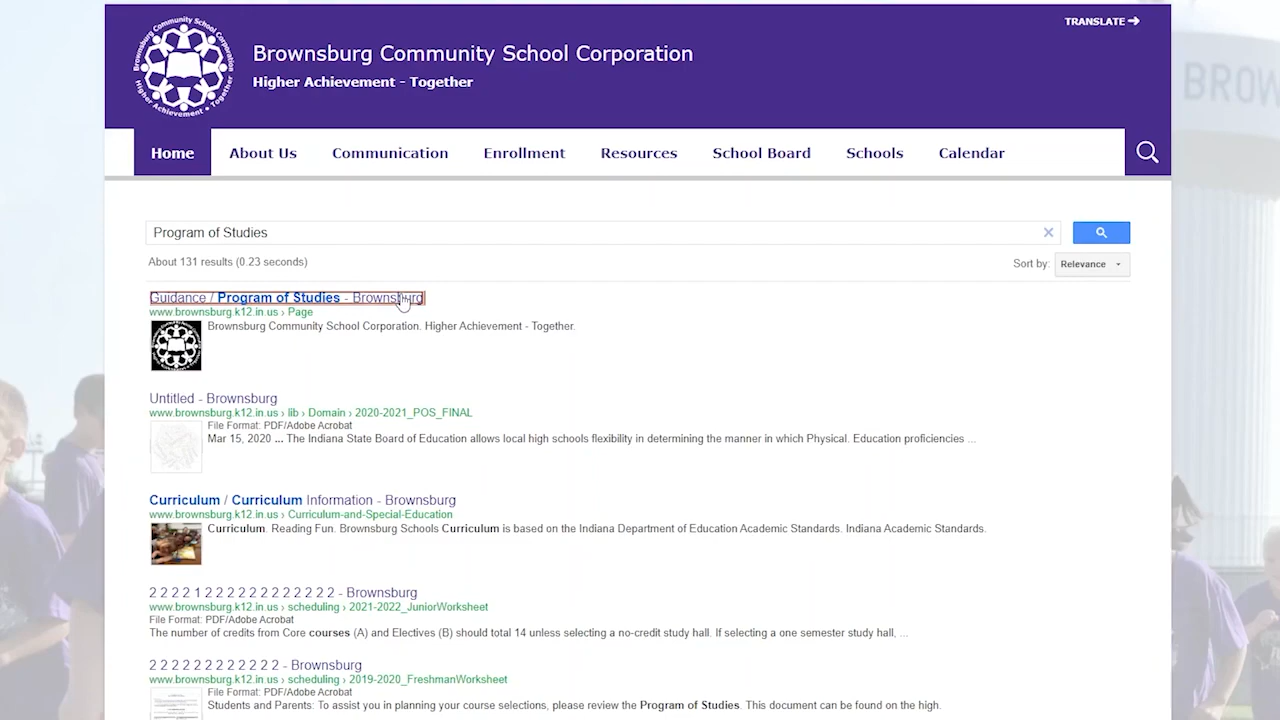 Brownsburg Community School Corporation
Higher Achievement • Together
TRANSLATE
Brownsburg Community School Corporation
Higher Achievement - Together
BROW
Home About Us Communication Enrollment Resources School Board Schools Calendar
Program of Studies
About 131 results (0.23 seconds)
Sort by: Relevance
Guidance / Program of Studies - Brownsburg
www.brownsburg.k12.in.us › Page
Brownsburg Community School Corporation. Higher Achievement - Together.
Untitled - Brownsburg
www.brownsburg.k12.in.us › lib › Domain › 2020-2021_POS_FINAL
File Format: PDF/Adobe Acrobat
Mar 15, 2020 ... The Indiana State Board of Education allows local high schools flexibility in determining the manner in which Physical. Education proficiencies ...
Curriculum / Curriculum Information - Brownsburg
www.brownsburg.k12.in.us › Curriculum-and-Special-Education
Curriculum. Reading Fun. Brownsburg Schools Curriculum is based on the Indiana Department of Education Academic Standards. Indiana Academic Standards.
2 2 2 2 1 2 2 2 2 2 2 2 2 2 2 2 2 - Brownsburg
www.brownsburg.k12.in.us › scheduling › 2021-2022_JuniorWorksheet
File Format: PDF/Adobe Acrobat
The number of credits from Core courses (A) and Electives (B) should total 14 unless selecting a no-credit study hall. If selecting a one semester study hall, ...
2 2 2 2 2 2 2 2 2 2 2 2 - Brownsburg
www.brownsburg.k12.in.us › scheduling › 2019-2020_FreshmanWorksheet
File Format: PDF/Adobe Acrobat
Students and Parents: To assist you in planning your course selections, please review the Program of Studies. This document can be found on the high.